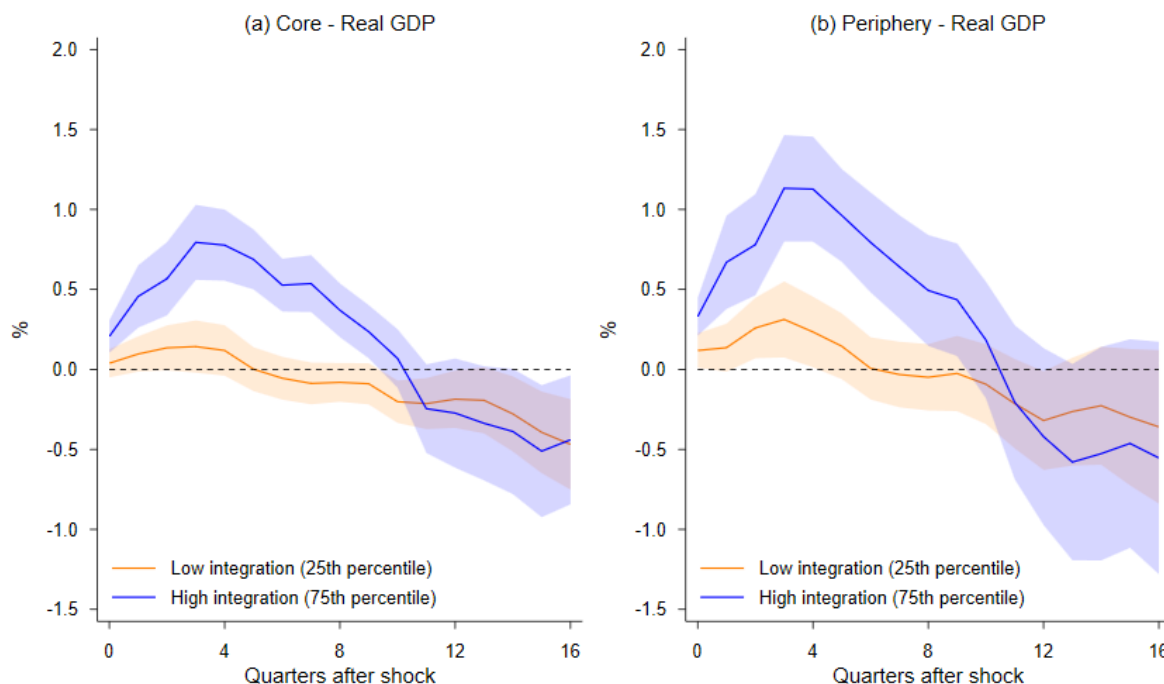 (a) Core - Real GDP
2.0
1.5
1.0
0.5
0.0
-0.5
-1.0
-1.5
%
Low integration (25th percentile)
High integration (75th percentile)
0 4 8 12 16
Quarters after shock
(b) Periphery - Real GDP
2.0
1.5
1.0
0.5
0.0
-0.5
-1.0
-1.5
%
Low integration (25th percentile)
High integration (75th percentile)
0 4 8 12 16
Quarters after shock